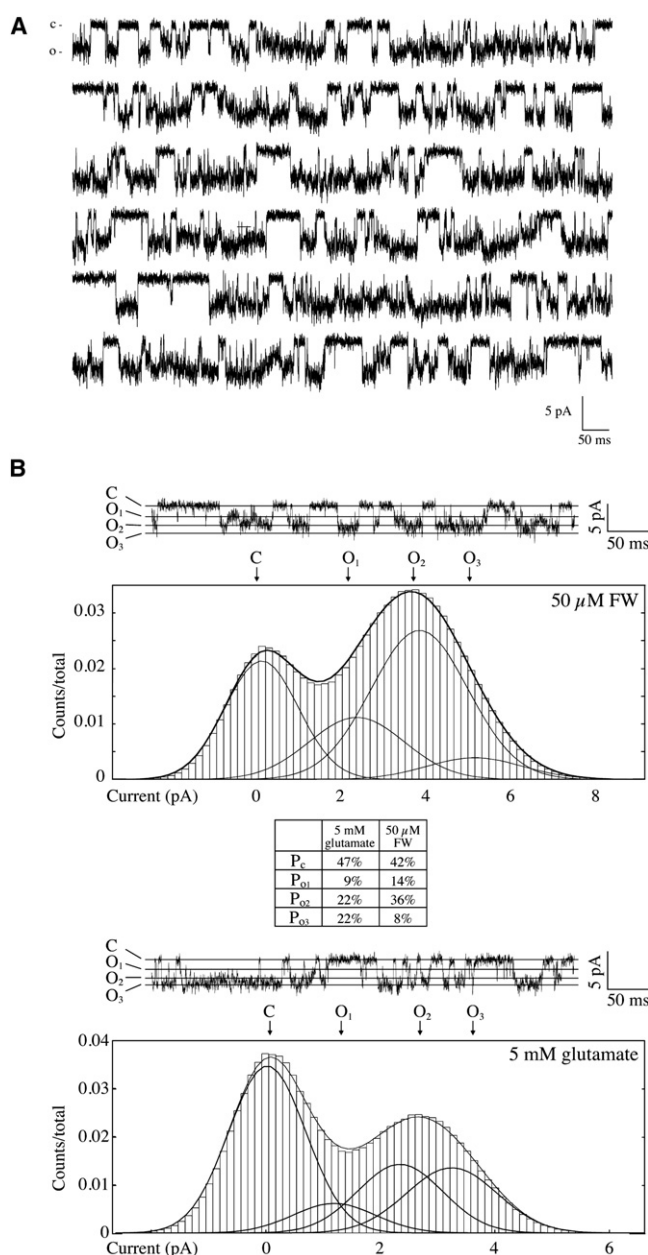 A
c -
o -
5 pA
50 ms
B
C
O₁
O₂
O₃
5 pA
50 ms
C O₁ O₂ O₃
50 µM FW
Counts/total
0.03
0.02
0.01
0
Current (pA) 0 2 4 6 8
5 mM glutamate 50 µM FW
P_c 47% 42%
P_o1 9% 14%
P_o2 22% 36%
P_o3 22% 8%
C
O₁
O₂
O₃
5 pA
50 ms
C O₁ O₂ O₃
5 mM glutamate
Counts/total
0.04
0.03
0.02
0.01
0
Current (pA) 0 2 4 6